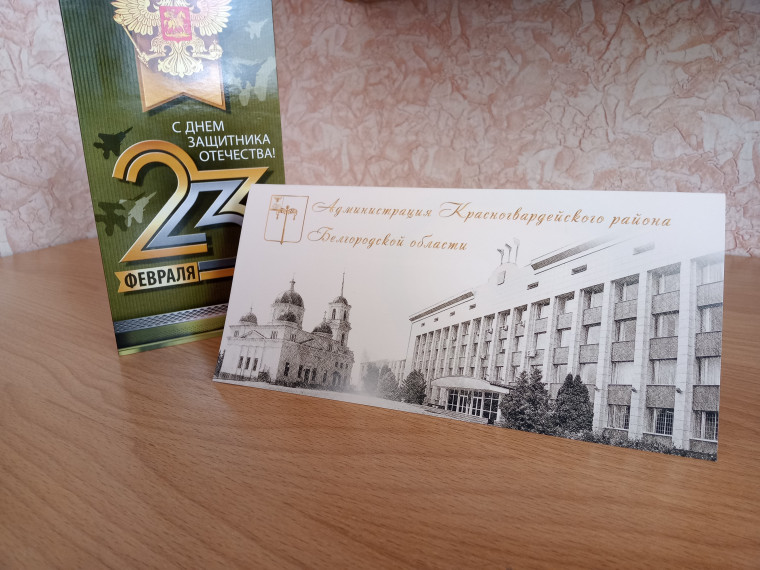 С ДНЕМ
ЗАЩИТНИКА
ОТЕЧЕСТВА!
23
ФЕВРАЛЯ
Администрация Красногвардейского района
Белгородской области